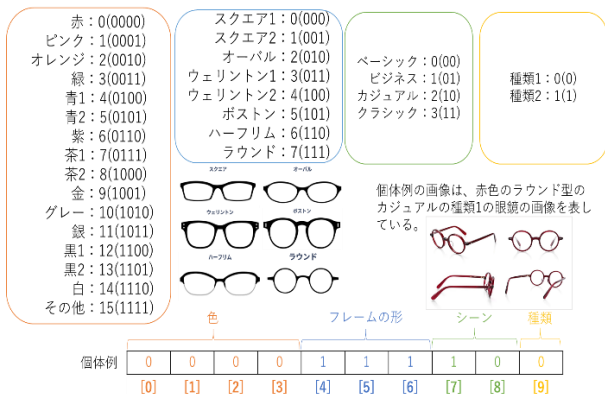 赤：0(0000)
ピンク：1(0001)
オレンジ：2(0010)
緑：3(0011)
青1：4(0100)
青2：5(0101)
紫：6(0110)
茶1：7(0111)
茶2：8(1000)
金：9(1001)
グレー：10(1010)
銀：11(1011)
黒1：12(1100)
黒2：13(1101)
白：14(1110)
その他：15(1111)
スクエア1：0(000)
スクエア2：1(001)
オーバル：2(010)
ウェリントン1：3(011)
ウェリントン2：4(100)
ボストン：5(101)
ハーフリム：6(110)
ラウンド：7(111)
ベーシック：0(00)
ビジネス：1(01)
カジュアル：2(10)
クラシック：3(11)
種類1：0(0)
種類2：1(1)
スクエア
オーバル
ウェリントン
ボストン
ハーフリム
ラウンド
個体例の画像は、赤色のラウンド型の
カジュアルの種類1の眼鏡の画像を表し
ている。
色 フレームの形 シーン 種類
個体例 0 0 0 0 1 1 1 1 0 0
[0] [1] [2] [3] [4] [5] [6] [7] [8] [9]